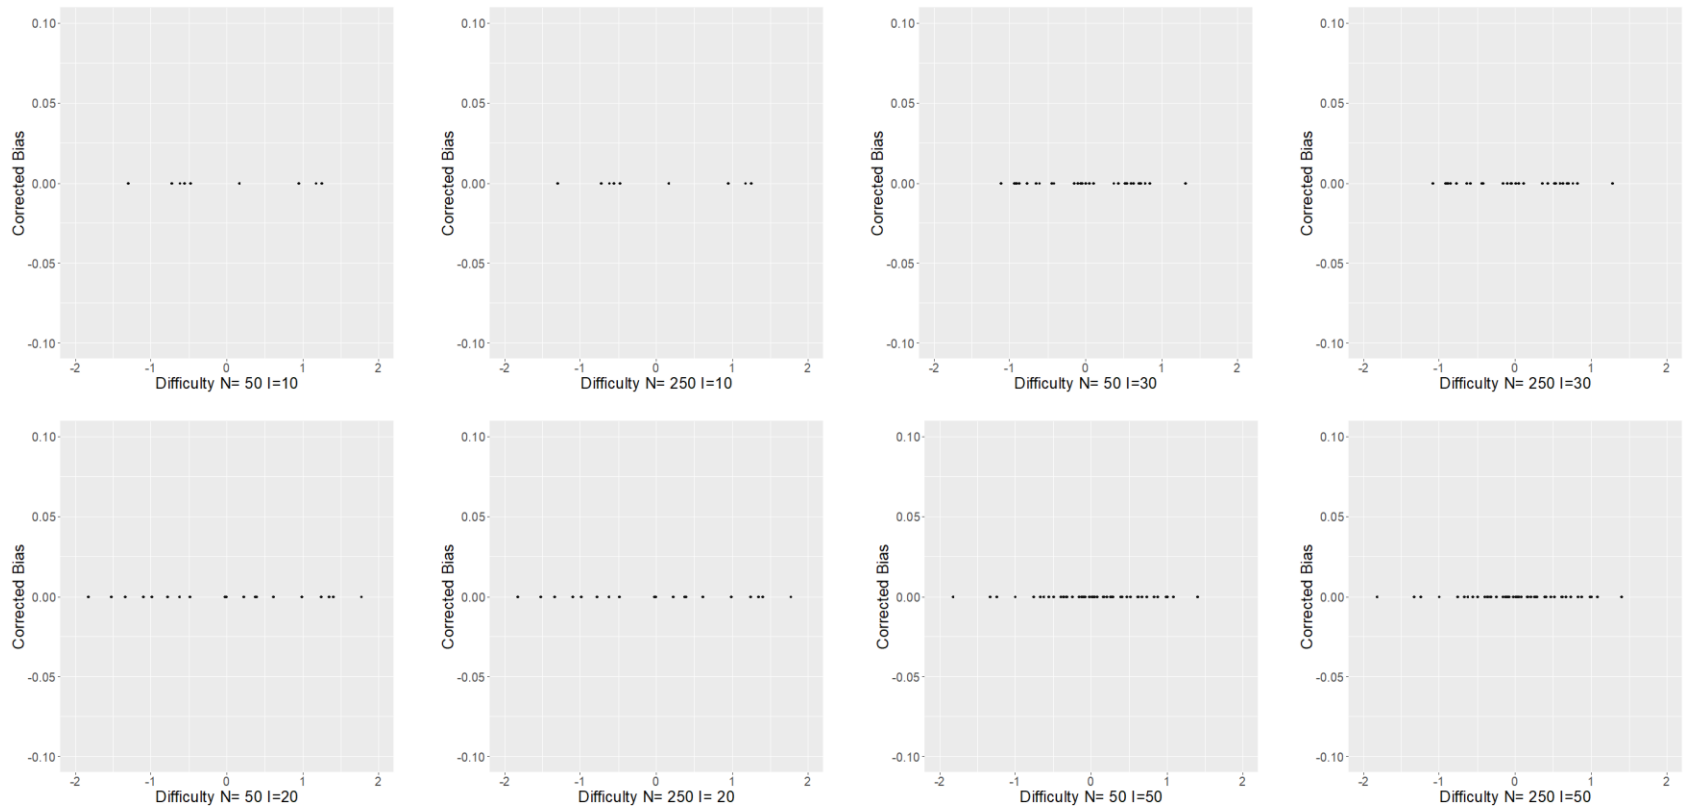 0.10
0.05
0.00
-0.05
-0.10
Corrected Bias
-2 -1 0 1 2
Difficulty N= 50 I=10
0.10
0.05
0.00
-0.05
-0.10
Corrected Bias
-2 -1 0 1 2
Difficulty N= 250 I=10
0.10
0.05
0.00
-0.05
-0.10
Corrected Bias
-2 -1 0 1 2
Difficulty N= 50 I=30
0.10
0.05
0.00
-0.05
-0.10
Corrected Bias
-2 -1 0 1 2
Difficulty N= 250 I=30
0.10
0.05
0.00
-0.05
-0.10
Corrected Bias
-2 -1 0 1 2
Difficulty N= 50 I=20
0.10
0.05
0.00
-0.05
-0.10
Corrected Bias
-2 -1 0 1 2
Difficulty N= 250 I= 20
0.10
0.05
0.00
-0.05
-0.10
Corrected Bias
-2 -1 0 1 2
Difficulty N= 50 I=50
0.10
0.05
0.00
-0.05
-0.10
Corrected Bias
-2 -1 0 1 2
Difficulty N= 250 I=50